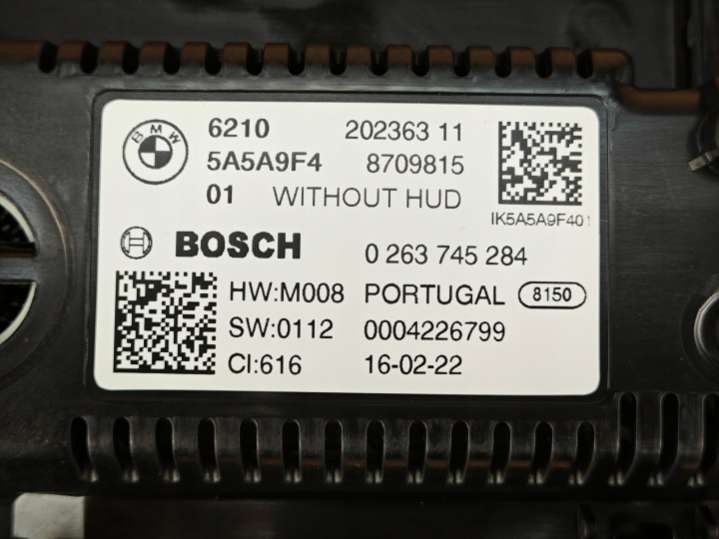 BMW
6210 202363 11
5A5A9F4 8709815
01 WITHOUT HUD
IK5A5A9F401
BOSCH 0 263 745 284
HW:M008 PORTUGAL 8150
SW:0112 0004226799
CI:616 16-02-22